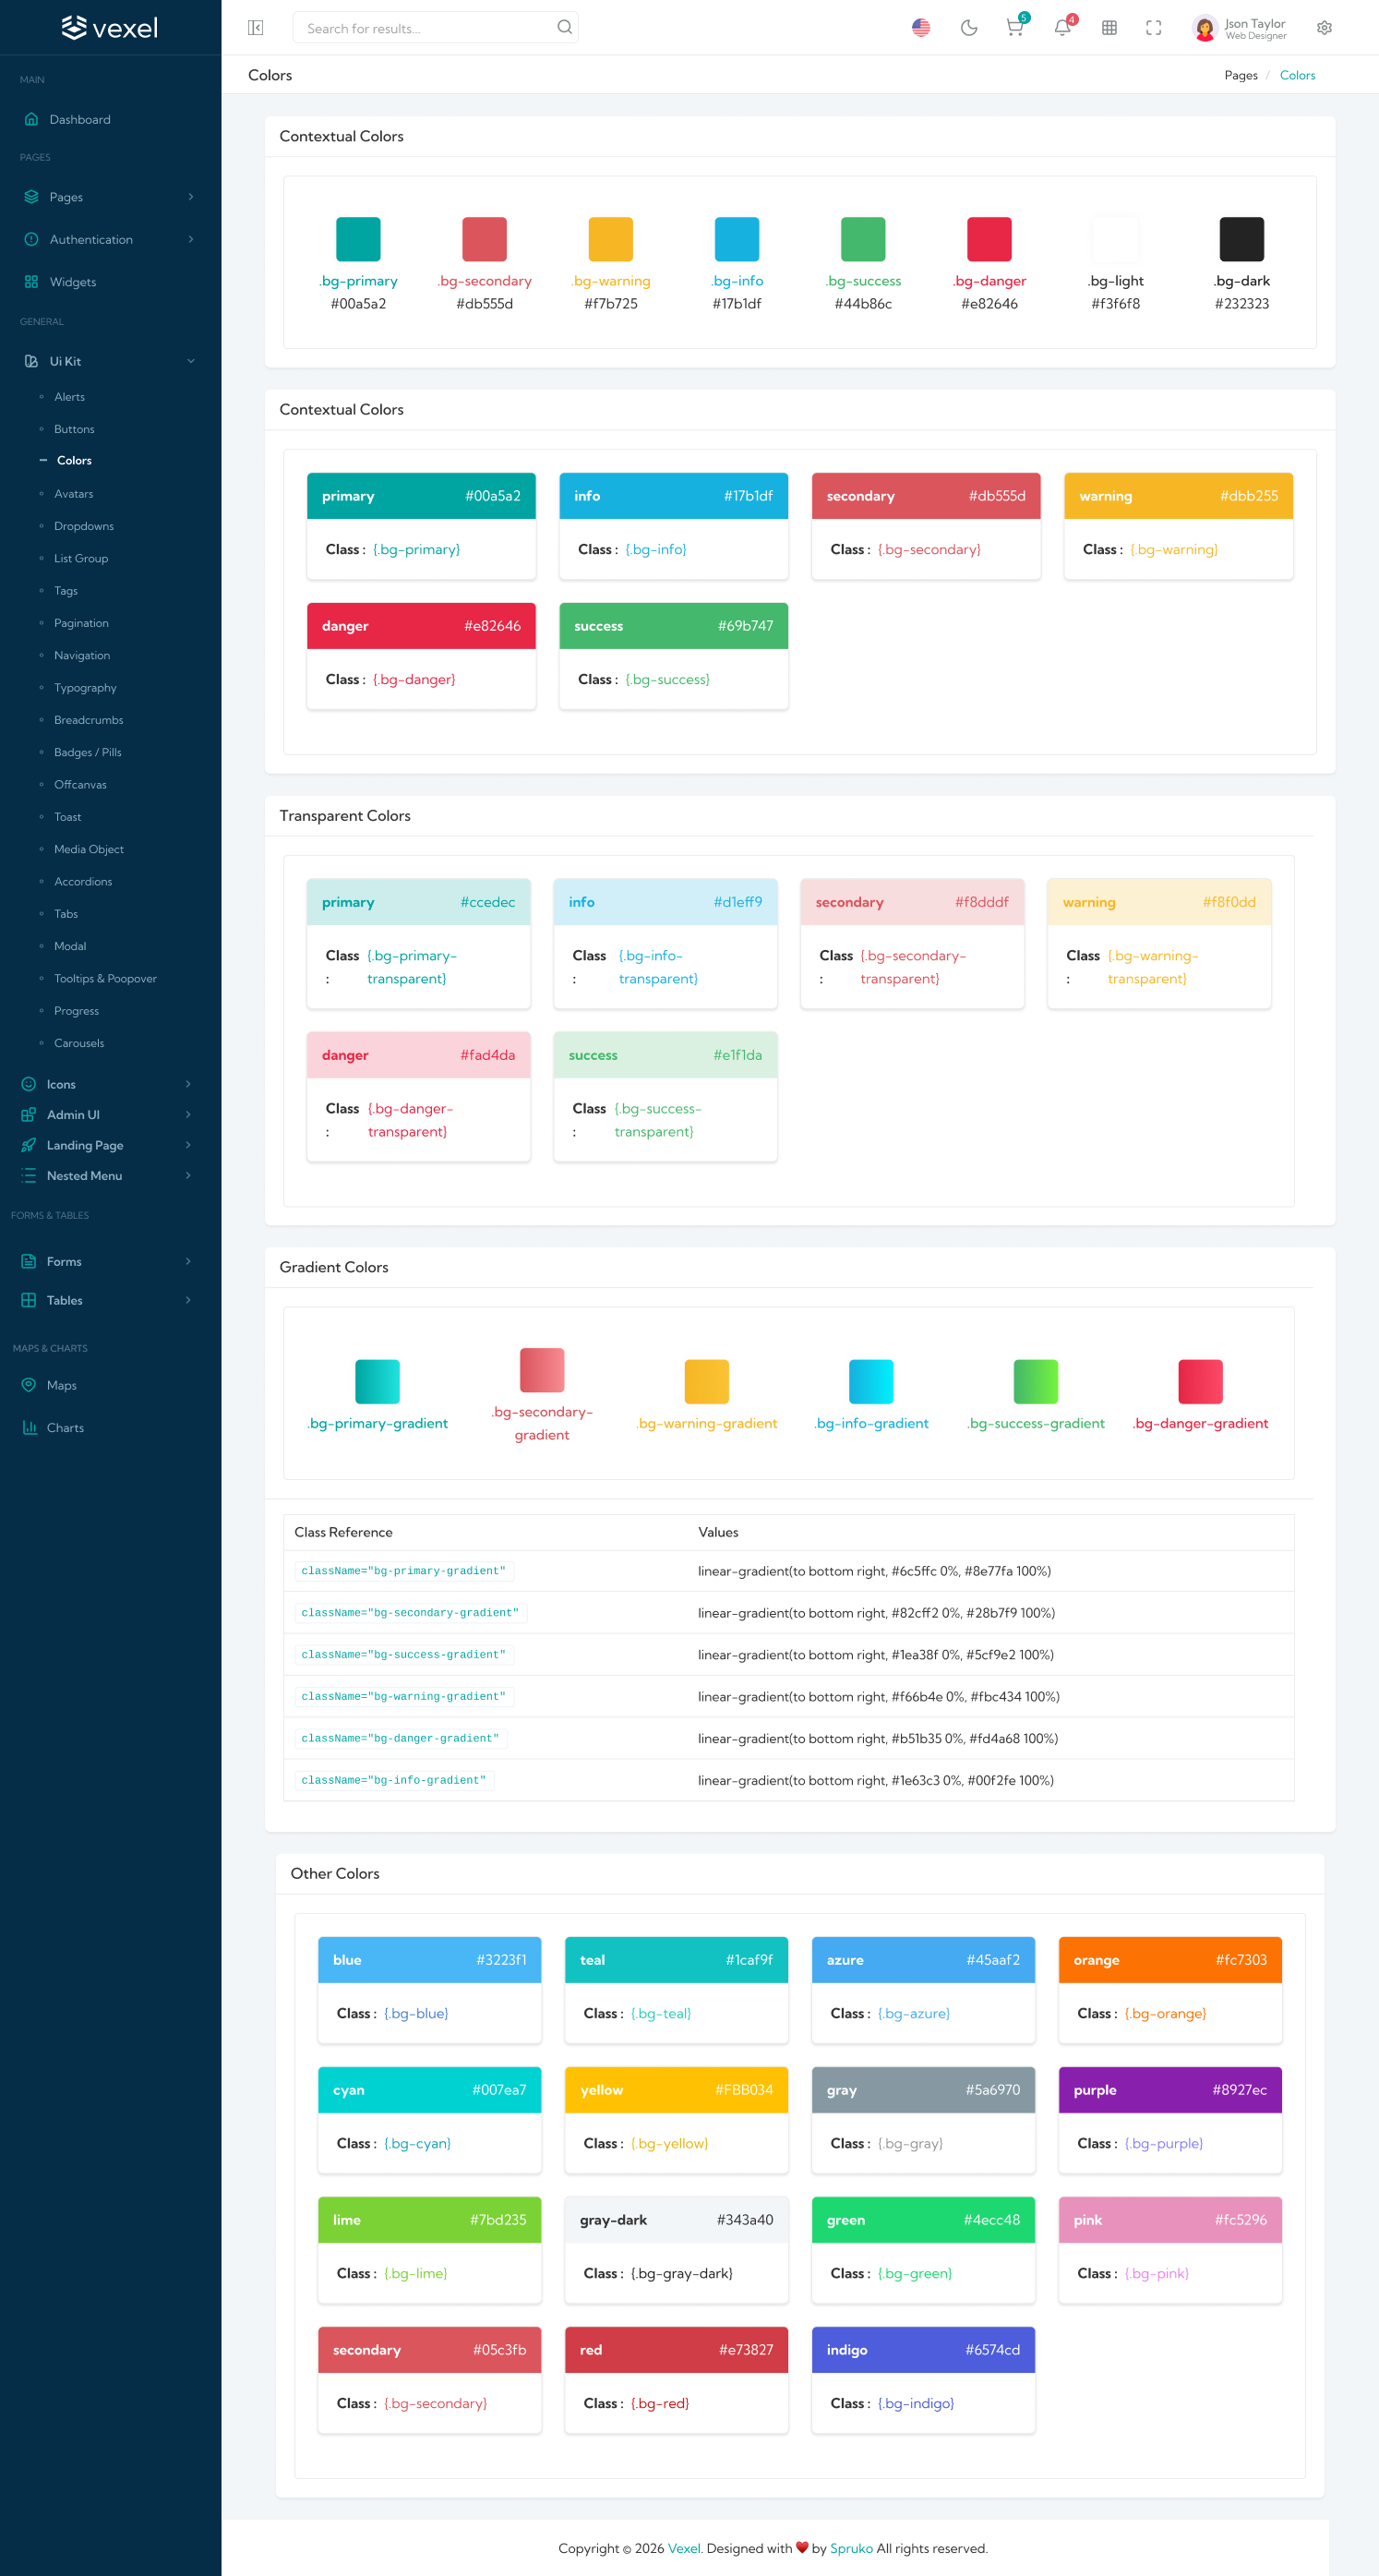 vexel
Search for results...
5
4
Json Taylor
Web Designer
MAIN
Dashboard
PAGES
Pages
Authentication
Widgets
GENERAL
Ui Kit
Alerts
Buttons
Colors
Avatars
Dropdowns
List Group
Tags
Pagination
Navigation
Typography
Breadcrumbs
Badges / Pills
Offcanvas
Toast
Media Object
Accordions
Tabs
Modal
Tooltips & Poopover
Progress
Carousels
Icons
Admin UI
Landing Page
Nested Menu
FORMS & TABLES
Forms
Tables
MAPS & CHARTS
Maps
Charts
Colors
Pages / Colors
Contextual Colors
.bg-primary .bg-secondary .bg-warning .bg-info .bg-success .bg-danger .bg-light .bg-dark
#00a5a2 #db555d #f7b725 #17b1df #44b86c #e82646 #f3f6f8 #232323
Contextual Colors
primary #00a5a2 info #17b1df secondary #db555d warning #dbb255
Class : {.bg-primary} Class : {.bg-info} Class : {.bg-secondary} Class : {.bg-warning}
danger #e82646 success #69b747
Class : {.bg-danger} Class : {.bg-success}
Transparent Colors
primary #ccedec info #d1eff9 secondary #f8dddf warning #f8f0dd
Class {.bg-primary- Class {.bg-info- Class {.bg-secondary- Class {.bg-warning-
: transparent} : transparent} : transparent} : transparent}
danger #fad4da success #e1f1da
Class {.bg-danger- Class {.bg-success-
: transparent} : transparent}
Gradient Colors
.bg-primary-gradient
.bg-secondary-
gradient
.bg-warning-gradient
.bg-info-gradient
.bg-success-gradient
.bg-danger-gradient
Class Reference Values
className="bg-primary-gradient" linear-gradient(to bottom right, #6c5ffc 0%, #8e77fa 100%)
className="bg-secondary-gradient" linear-gradient(to bottom right, #82cff2 0%, #28b7f9 100%)
className="bg-success-gradient" linear-gradient(to bottom right, #1ea38f 0%, #5cf9e2 100%)
className="bg-warning-gradient" linear-gradient(to bottom right, #f66b4e 0%, #fbc434 100%)
className="bg-danger-gradient" linear-gradient(to bottom right, #b51b35 0%, #fd4a68 100%)
className="bg-info-gradient" linear-gradient(to bottom right, #1e63c3 0%, #00f2fe 100%)
Other Colors
blue #3223f1 teal #1caf9f azure #45aaf2 orange #fc7303
Class : {.bg-blue} Class : {.bg-teal} Class : {.bg-azure} Class : {.bg-orange}
cyan #007ea7 yellow #FBB034 gray #5a6970 purple #8927ec
Class : {.bg-cyan} Class : {.bg-yellow} Class : {.bg-gray} Class : {.bg-purple}
lime #7bd235 gray-dark #343a40 green #4ecc48 pink #fc5296
Class : {.bg-lime} Class : {.bg-gray-dark} Class : {.bg-green} Class : {.bg-pink}
secondary #05c3fb red #e73827 indigo #6574cd
Class : {.bg-secondary} Class : {.bg-red} Class : {.bg-indigo}
Copyright © 2026 Vexel. Designed with ❤ by Spruko All rights reserved.